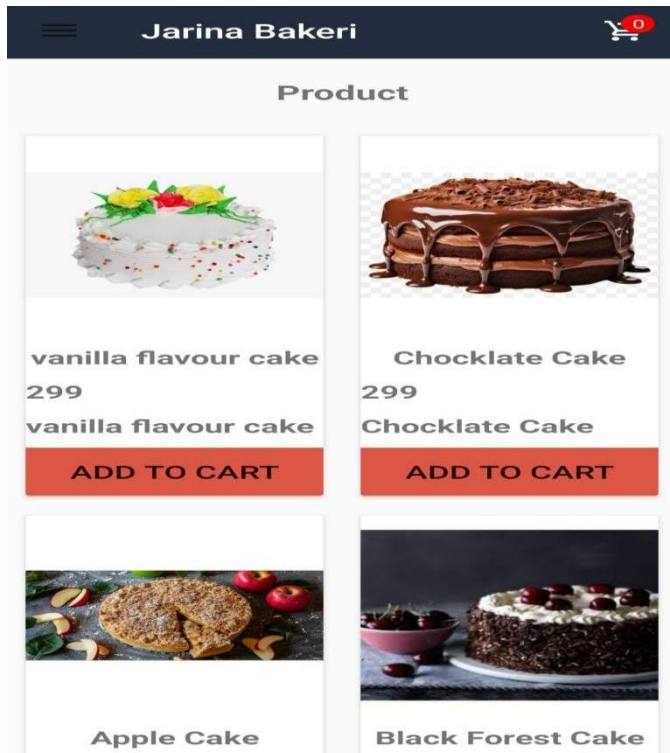 Jarina Bakeri
0
Product
vanilla flavour cake
299
vanilla flavour cake
ADD TO CART
Chocklate Cake
299
Chocklate Cake
ADD TO CART
Apple Cake
Black Forest Cake